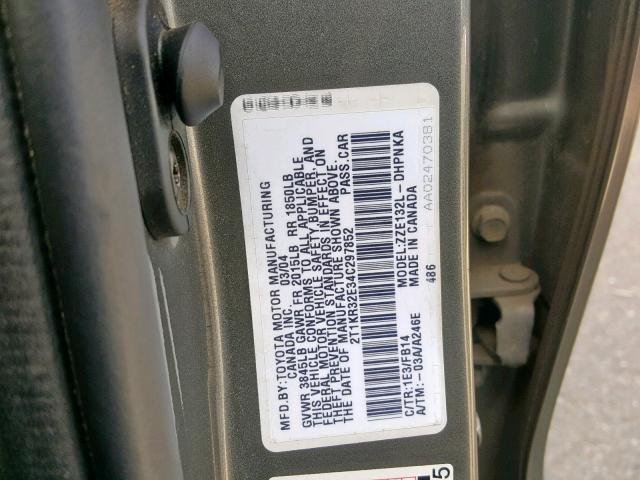 MFD.BY:TOYOTA MOTOR MANUFACTURING
CANADA INC. 03/04
GVWR 3845LB GAWR FR 2015LB RR 1850LB
THIS VEHICLE CONFORMS TO ALL APPLICABLE
FEDERAL MOTOR VEHICLE SAFETY,BUMPER, AND
THEFT PREVENTION STANDARDS IN EFFECT ON
THE DATE OF MANUFACTURE SHOWN ABOVE.
2T1KR32E34C297852 PASS.CAR
C/TR:1E3/FB14 MODEL:ZZE132L-DHPNKA
A/TM:-03A/A246E MADE IN CANADA
486
AA02470381
5